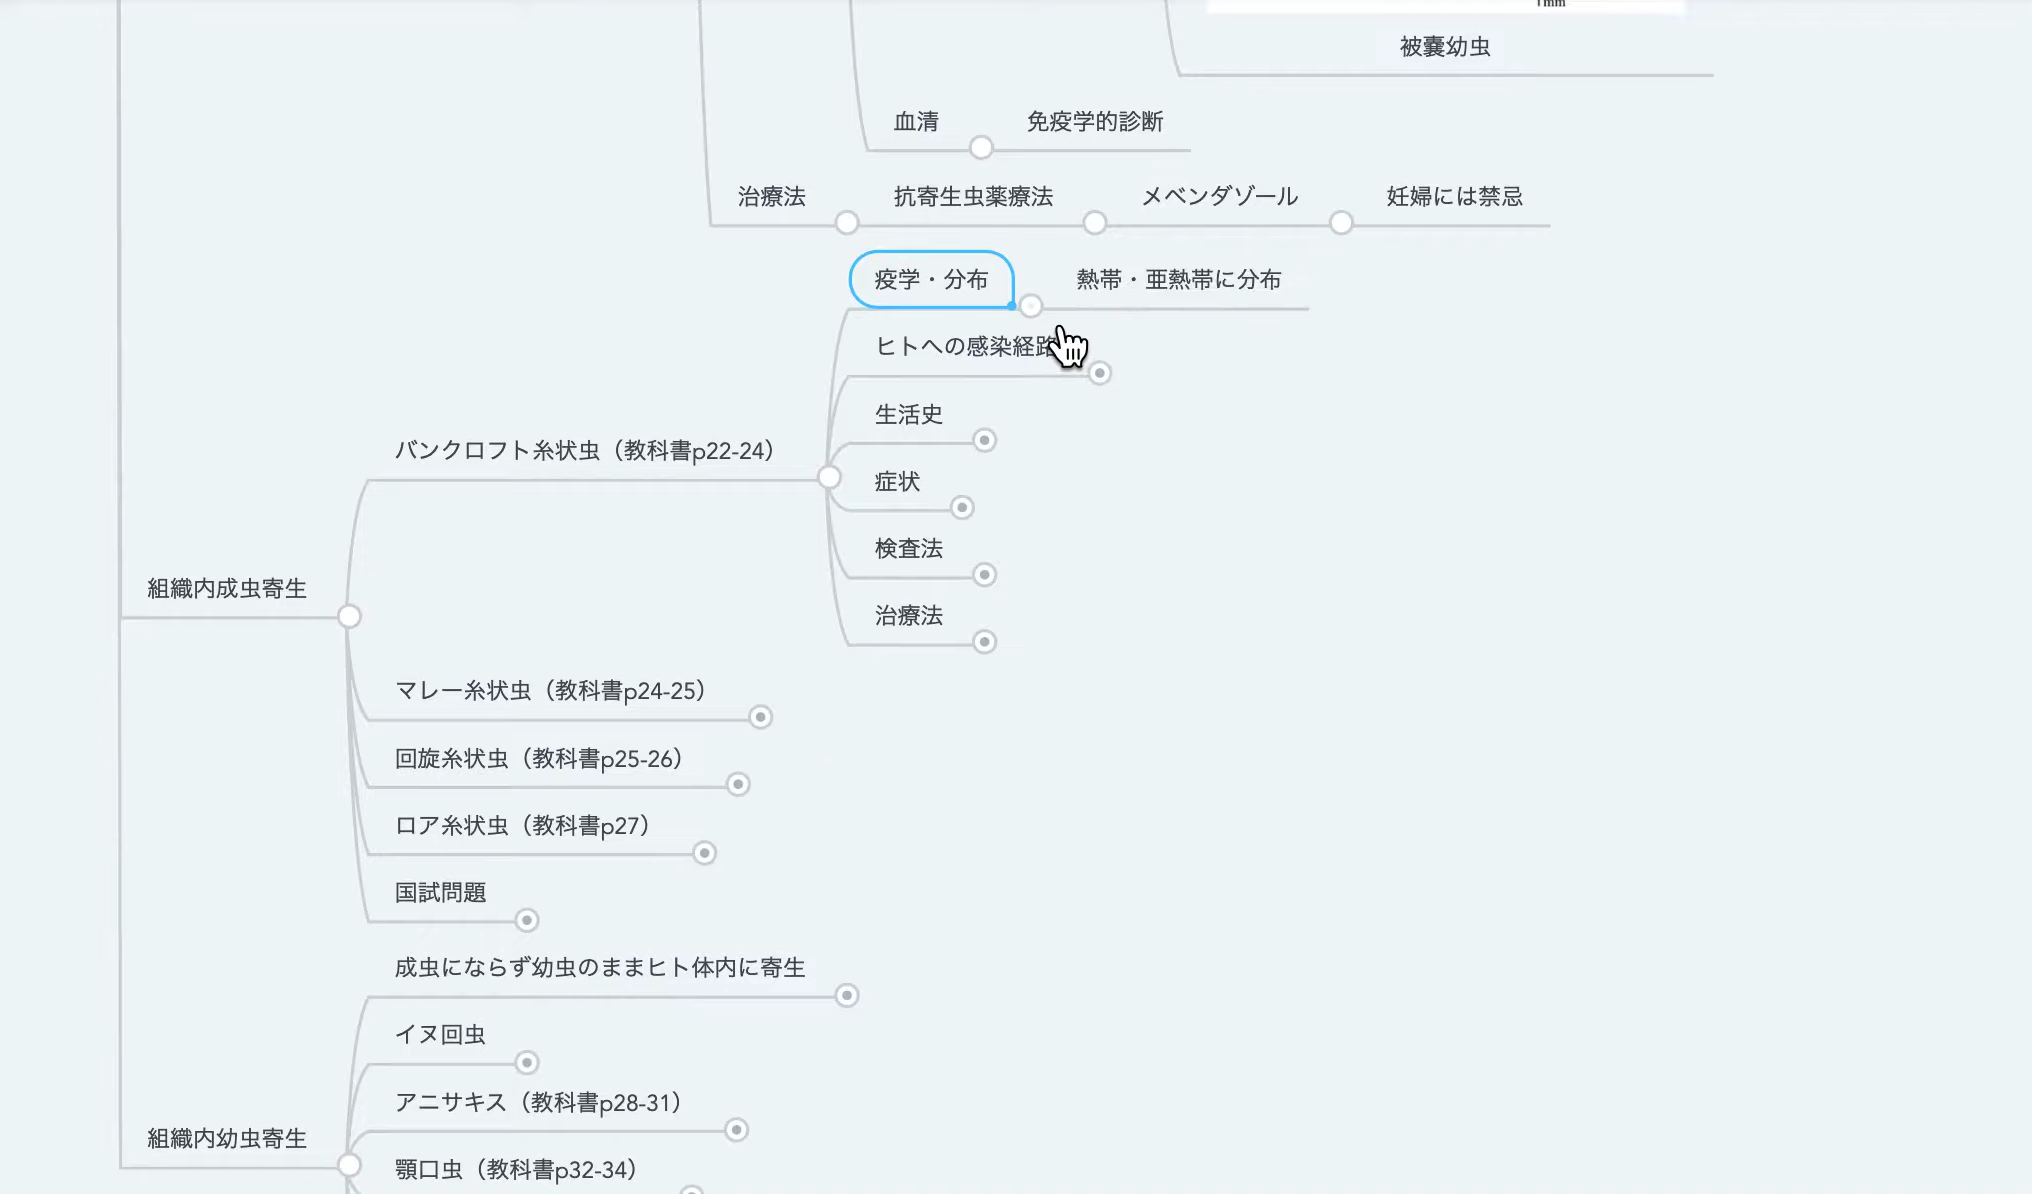 1mm
被嚢幼虫
血清 免疫学的診断
治療法 抗寄生虫薬療法 メベンダゾール 妊婦には禁忌
疫学・分布 熱帯・亜熱帯に分布
ヒトへの感染経路
生活史
バンクロフト糸状虫（教科書p22-24）
症状
検査法
組織内成虫寄生
治療法
マレー糸状虫（教科書p24-25）
回旋糸状虫（教科書p25-26）
ロア糸状虫（教科書p27）
国試問題
成虫にならず幼虫のままヒト体内に寄生
イヌ回虫
アニサキス（教科書p28-31）
組織内幼虫寄生
顎口虫（教科書p32-34）